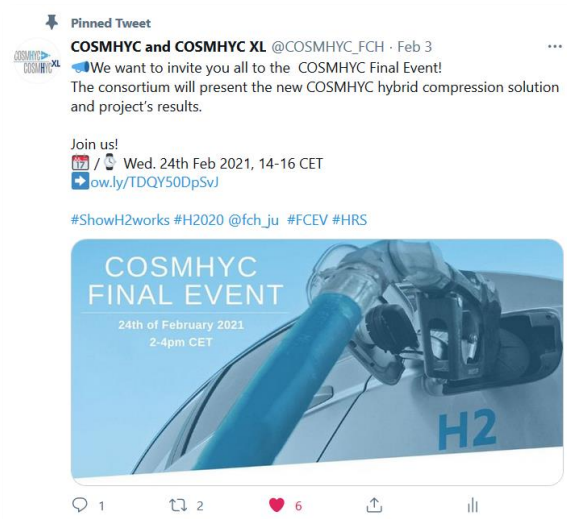 Pinned Tweet
COSMHYC and COSMHYC XL @COSMHYC_FCH · Feb 3
COSMHYC
COSMHYC XL
📣We want to invite you all to the COSMHYC Final Event!
The consortium will present the new COSMHYC hybrid compression solution
and project's results.
Join us!
📅 / ⌚ Wed. 24th Feb 2021, 14-16 CET
➡ow.ly/TDQY50DpSvJ
#ShowH2works #H2020 @fch_ju #FCEV #HRS
COSMHYC
FINAL EVENT
24th of February 2021
2-4pm CET
H2
1 2 6